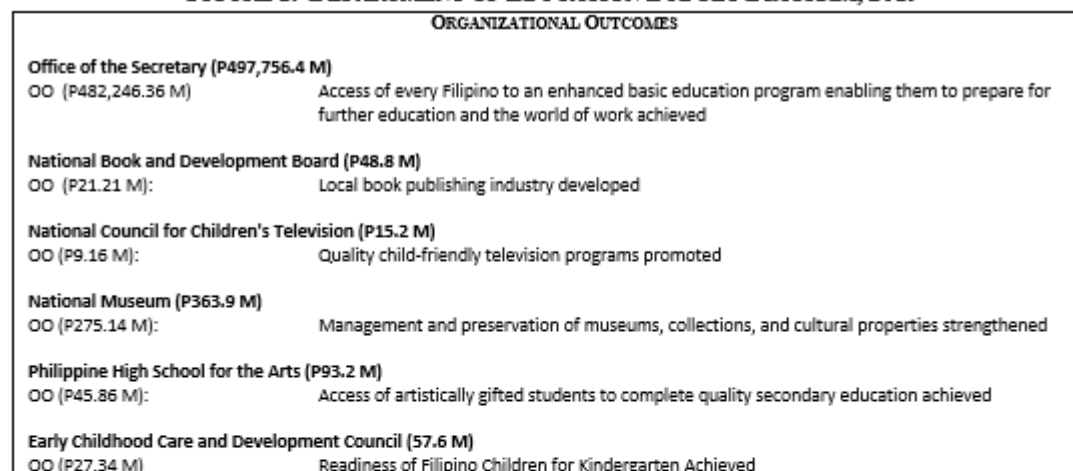 ORGANIZATIONAL OUTCOMES
Office of the Secretary (P497,756.4 M)
OO (P482,246.36 M) Access of every Filipino to an enhanced basic education program enabling them to prepare for
further education and the world of work achieved
National Book and Development Board (P48.8 M)
OO (P21.21 M): Local book publishing industry developed
National Council for Children's Television (P15.2 M)
OO (P9.16 M): Quality child-friendly television programs promoted
National Museum (P363.9 M)
OO (P275.14 M): Management and preservation of museums, collections, and cultural properties strengthened
Philippine High School for the Arts (P93.2 M)
OO (P45.86 M): Access of artistically gifted students to complete quality secondary education achieved
Early Childhood Care and Development Council (57.6 M)
OO (P27.34 M) Readiness of Filipino Children for Kindergarten Achieved